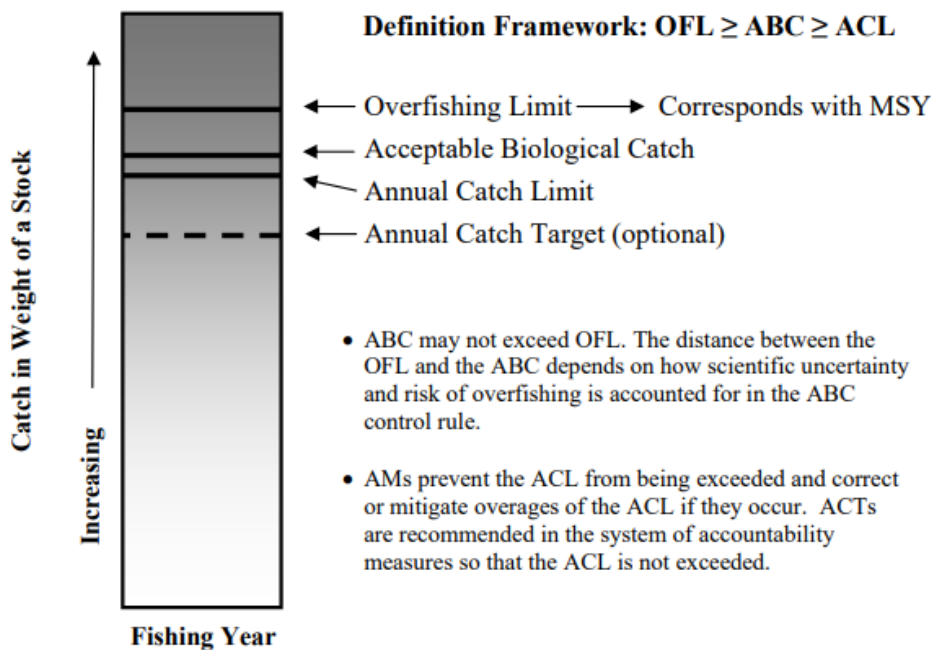 Definition Framework: OFL ≥ ABC ≥ ACL
Overfishing Limit
Corresponds with MSY
Acceptable Biological Catch
Annual Catch Limit
Annual Catch Target (optional)
• ABC may not exceed OFL. The distance between the
OFL and the ABC depends on how scientific uncertainty
and risk of overfishing is accounted for in the ABC
control rule.
• AMs prevent the ACL from being exceeded and correct
or mitigate overages of the ACL if they occur. ACTs
are recommended in the system of accountability
measures so that the ACL is not exceeded.
Catch in Weight of a Stock
Increasing
Fishing Year